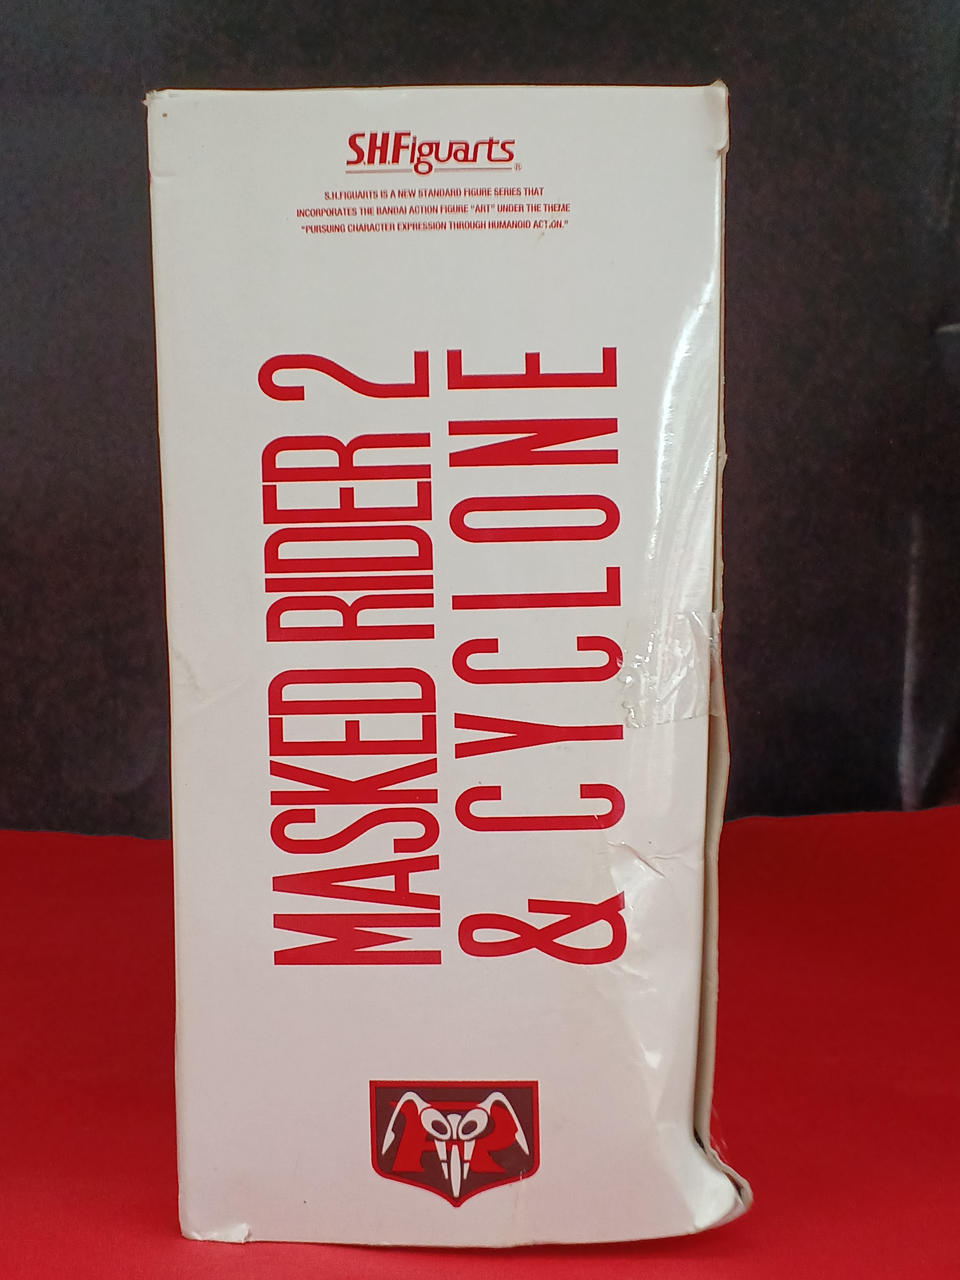 S.H.Figuarts®
S.H.FIGUARTS IS A NEW STANDARD FIGURE SERIES THAT
INCORPORATES THE BANDAI ACTION FIGURE "ART" UNDER THE THEME
"PURSUING CHARACTER EXPRESSION THROUGH HUMANOID ACTION."
MASKED RIDER 2
& CYCLONE